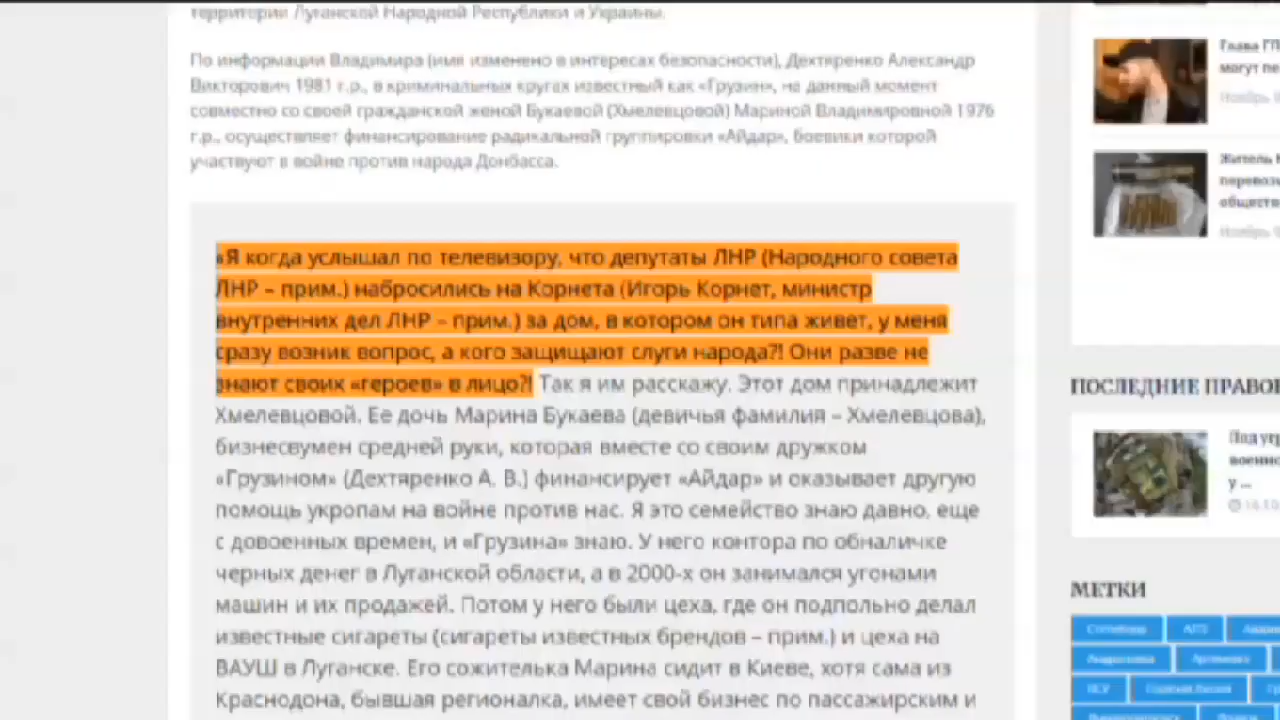 территории Луганской Народной Республики и Украины.
По информации Владимира (имя изменено в интересах безопасности), Дехтяренко Александр
Викторович 1981 г.р., в криминальных кругах известный как «Грузин», на данный момент
совместно со своей гражданской женой Букаевой (Хмелевцовой) Мариной Владимировной 1976
г.р., осуществляет финансирование радикальной группировки «Айдар», боевики которой
участвуют в войне против народа Донбасса.
«Я когда услышал по телевизору, что депутаты ЛНР (Народного совета
ЛНР – прим.) набросились на Корнета (Игорь Корнет, министр
внутренних дел ЛНР – прим.) за дом, в котором он типа живет, у меня
сразу возник вопрос, а кого защищают слуги народа?! Они разве не
знают своих «героев» в лицо?! Так я им расскажу. Этот дом принадлежит
Хмелевцовой. Ее дочь Марина Букаева (девичья фамилия – Хмелевцова),
бизнесвумен средней руки, которая вместе со своим дружком
«Грузином» (Дехтяренко А. В.) финансирует «Айдар» и оказывает другую
помощь укропам на войне против нас. Я это семейство знаю давно, еще
с довоенных времен, и «Грузина» знаю. У него контора по обналичке
черных денег в Луганской области, а в 2000-х он занимался угонами
машин и их продажей. Потом у него были цеха, где он подпольно делал
известные сигареты (сигареты известных брендов – прим.) и цеха на
ВАУШ в Луганске. Его сожителька Марина сидит в Киеве, хотя сама из
Краснодона, бывшая регионалка, имеет свой бизнес по пассажирским и
Глава
могут
Житель
ПОСЛЕДНИЕ
Под
у ...
МЕТКИ